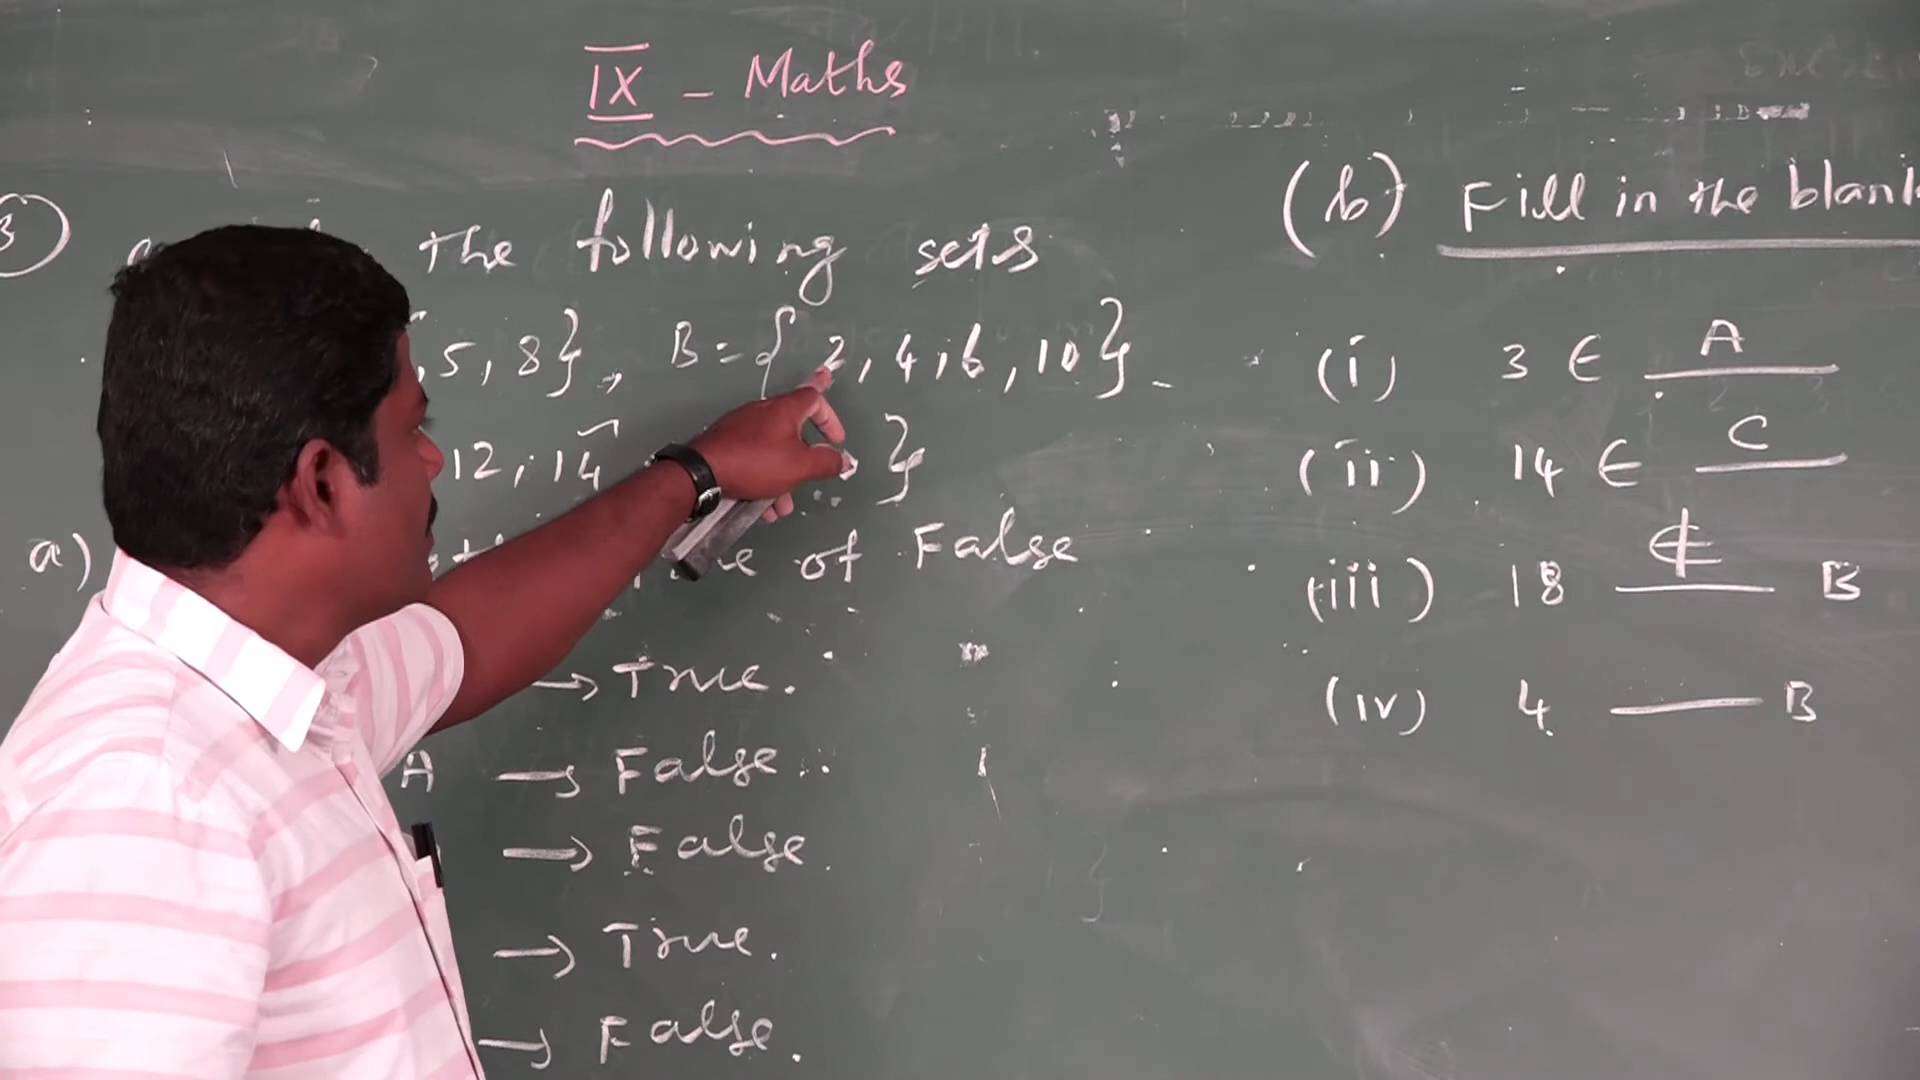 IX - Maths
3 the following sets
, 5, 8}, B = { 2, 4, 6, 10}.
12, 14 }
a) of False
→ True.
A → False.
→ False.
→ True.
→ False.
(b) Fill in the blank
(i) 3 ∈ A
(ii) 14 ∈ C
(iii) 18 ∉ B
(iv) 4 ___ B